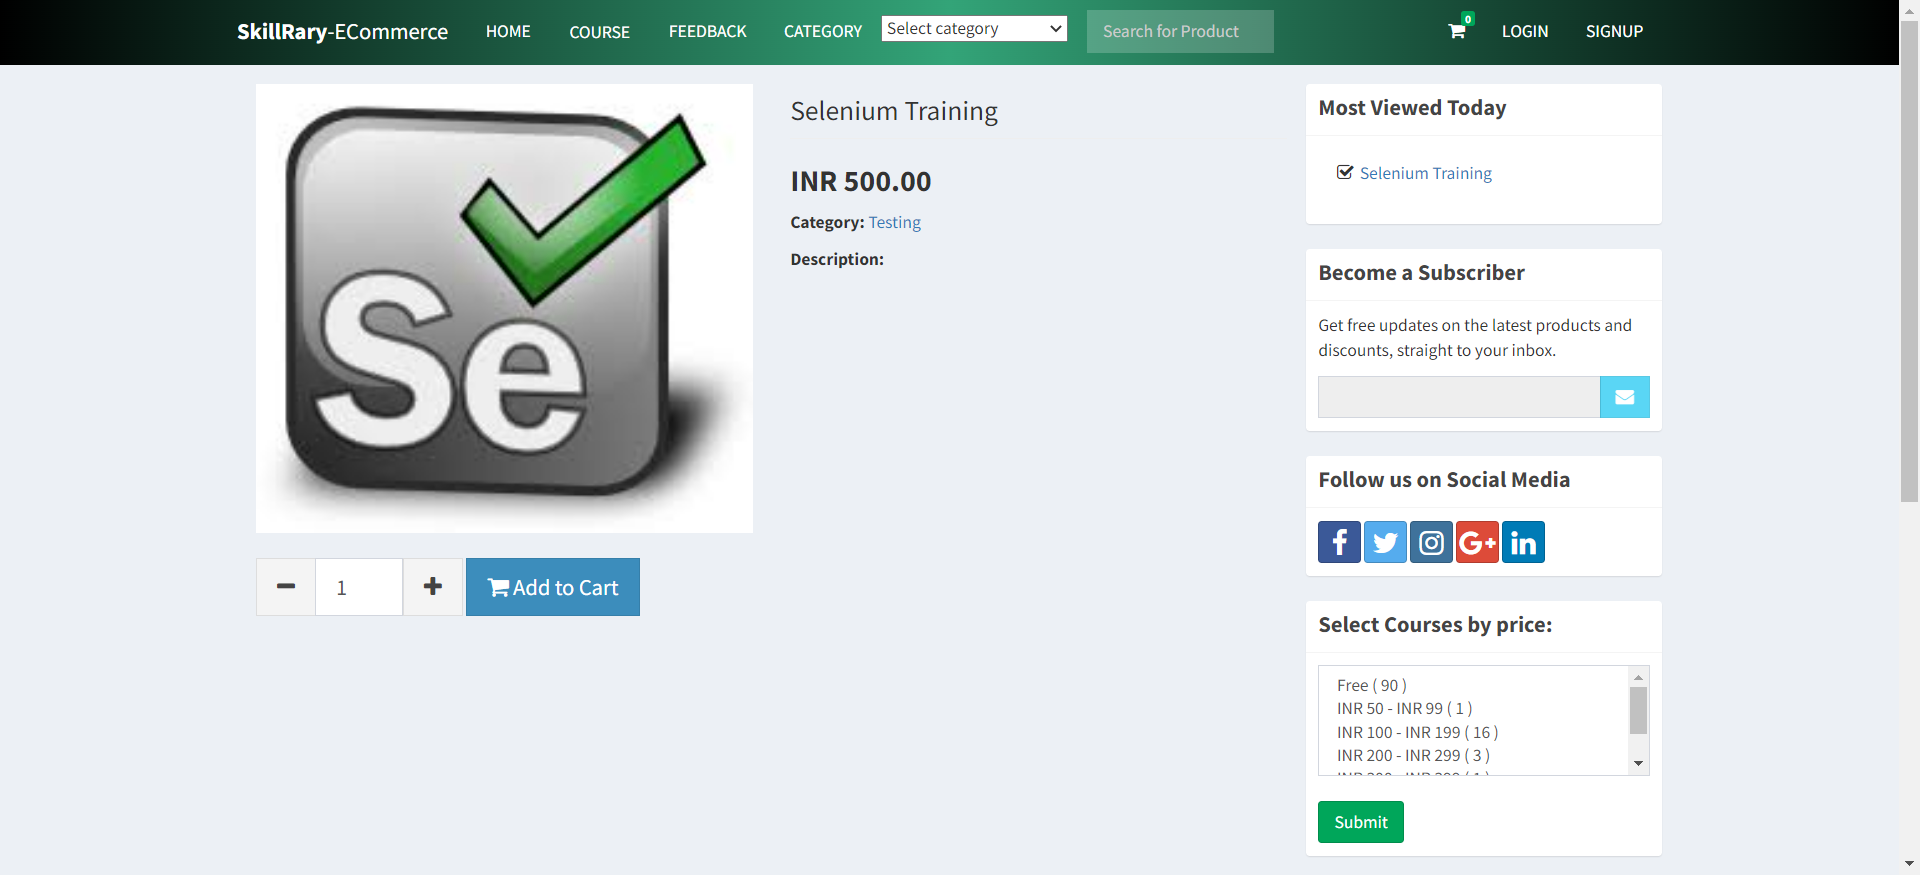 SkillRary-ECommerce HOME COURSE FEEDBACK CATEGORY Select category Search for Product 0 LOGIN SIGNUP
Se
Selenium Training
INR 500.00
Category: Testing
Description:
1 Add to Cart
Most Viewed Today
Selenium Training
Become a Subscriber
Get free updates on the latest products and
discounts, straight to your inbox.
Follow us on Social Media
f G+ in
Select Courses by price:
Free ( 90 )
INR 50 - INR 99 ( 1 )
INR 100 - INR 199 ( 16 )
INR 200 - INR 299 ( 3 )
Submit